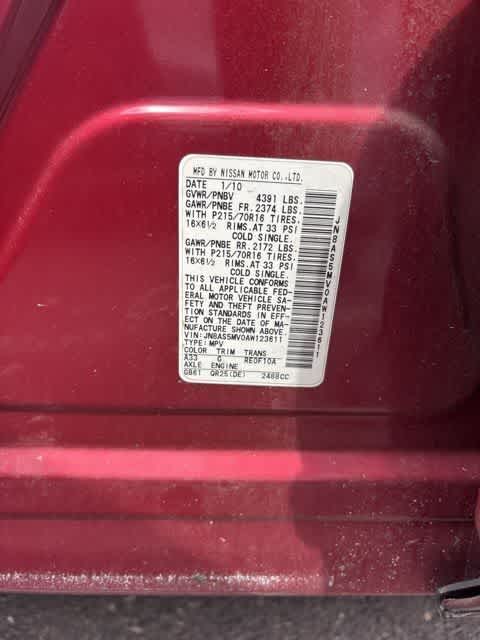 MFD BY NISSAN MOTOR CO.,LTD.
DATE 1/10
GVWR/PNBV 4391 LBS.
GAWR/PNBE FR. 2374 LBS.
WITH P215/70R16 TIRES,
16X6½ RIMS.AT 33 PSI
COLD SINGLE.
GAWR/PNBE RR. 2172 LBS.
WITH P215/70R16 TIRES,
16X6½ RIMS.AT 33 PSI
COLD SINGLE.
THIS VEHICLE CONFORMS
TO ALL APPLICABLE FED-
ERAL MOTOR VEHICLE SA-
FETY AND THEFT PREVEN-
TION STANDARDS IN EFF-
ECT ON THE DATE OF MA-
NUFACTURE SHOWN ABOVE.
VIN:JN8AS5MV0AW123611
TYPE:MPV
COLOR TRIM TRANS
A33 G RE0F10A
AXLE ENGINE
GB61 QR25(DE) 2488CC
JN8AS5MV0AW123611